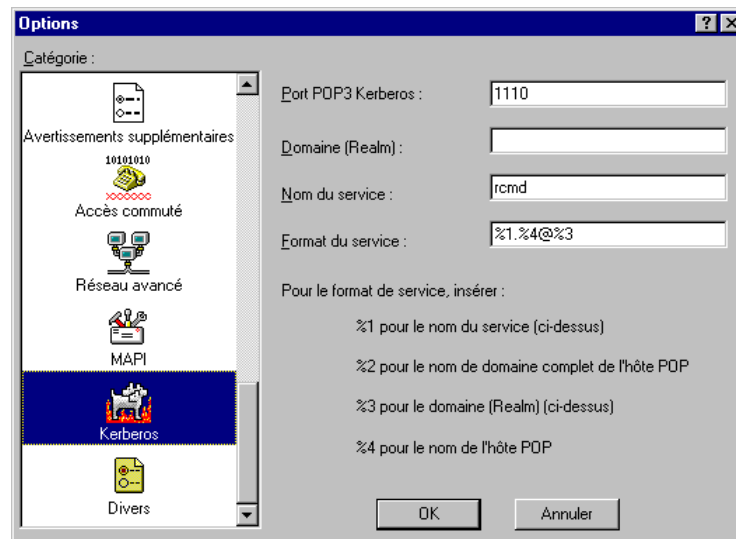 Options
Catégorie :
Avertissements supplémentaires
10101010
Accès commuté
Réseau avancé
MAPI
Kerberos
Divers
Port POP3 Kerberos : 1110
Domaine (Realm) :
Nom du service : rcmd
Format du service : %1.%4@%3
Pour le format de service, insérer :
%1 pour le nom du service (ci-dessus)
%2 pour le nom de domaine complet de l'hôte POP
%3 pour le domaine (Realm) (ci-dessus)
%4 pour le nom de l'hôte POP
OK
Annuler